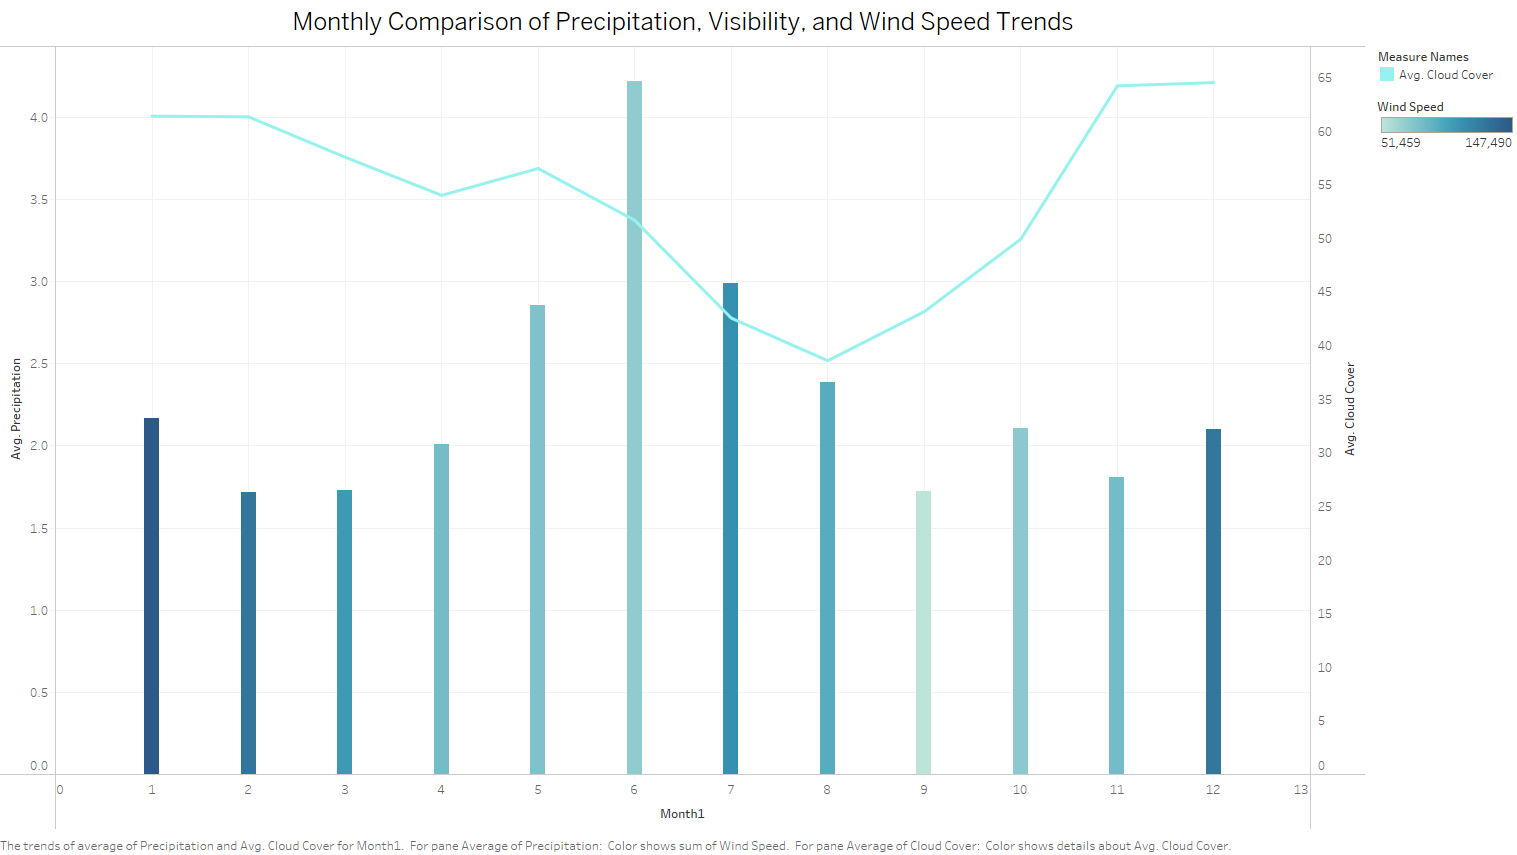 Monthly Comparison of Precipitation, Visibility, and Wind Speed Trends
Measure Names
Avg. Cloud Cover
Wind Speed
51,459 147,490
Avg. Precipitation
4.0
3.5
3.0
2.5
2.0
1.5
1.0
0.5
0.0
65
60
55
50
45
40
35
30
25
20
15
10
5
0
Avg. Cloud Cover
0 1 2 3 4 5 6 7 8 9 10 11 12 13
Month1
The trends of average of Precipitation and Avg. Cloud Cover for Month1. For pane Average of Precipitation: Color shows sum of Wind Speed. For pane Average of Cloud Cover: Color shows details about Avg. Cloud Cover.